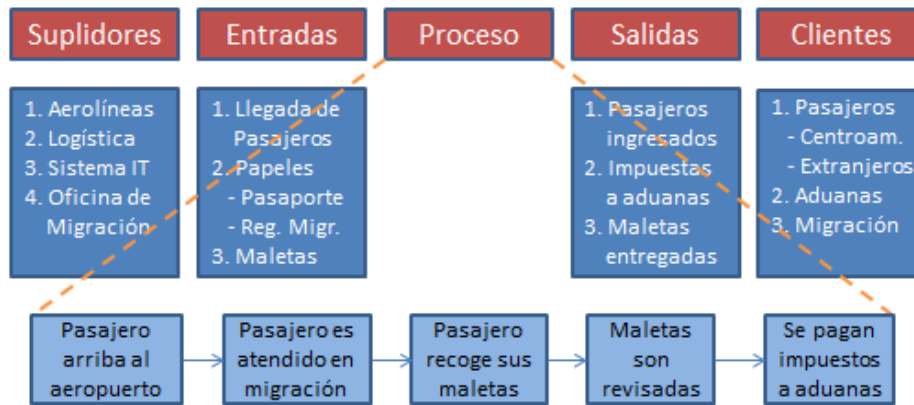 Suplidores
Entradas
Proceso
Salidas
Clientes
1. Aerolíneas
2. Logística
3. Sistema IT
4. Oficina de
Migración
1. Llegada de
Pasajeros
2. Papeles
- Pasaporte
- Reg. Migr.
3. Maletas
1. Pasajeros
ingresados
2. Impuestas
a aduanas
3. Maletas
entregadas
1. Pasajeros
- Centroam.
- Extranjeros
2. Aduanas
3. Migración
Pasajero
arriba al
aeropuerto
Pasajero es
atendido en
migración
Pasajero
recoge sus
maletas
Maletas
son
revisadas
Se pagan
impuestos
a aduanas